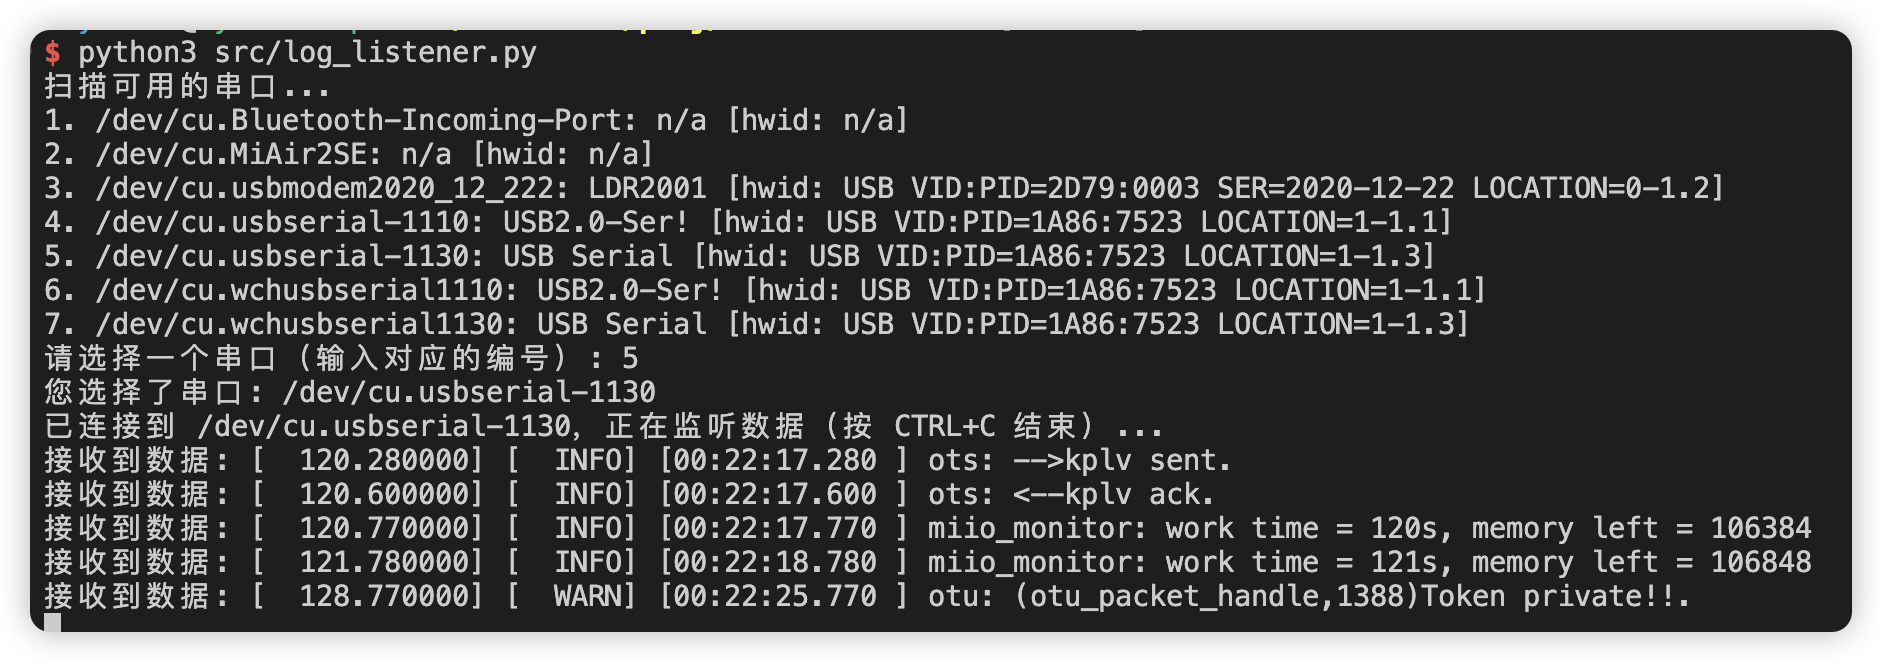 $ python3 src/log_listener.py
扫描可用的串口...
1. /dev/cu.Bluetooth-Incoming-Port: n/a [hwid: n/a]
2. /dev/cu.MiAir2SE: n/a [hwid: n/a]
3. /dev/cu.usbmodem2020_12_222: LDR2001 [hwid: USB VID:PID=2D79:0003 SER=2020-12-22 LOCATION=0-1.2]
4. /dev/cu.usbserial-1110: USB2.0-Ser! [hwid: USB VID:PID=1A86:7523 LOCATION=1-1.1]
5. /dev/cu.usbserial-1130: USB Serial [hwid: USB VID:PID=1A86:7523 LOCATION=1-1.3]
6. /dev/cu.wchusbserial1110: USB2.0-Ser! [hwid: USB VID:PID=1A86:7523 LOCATION=1-1.1]
7. /dev/cu.wchusbserial1130: USB Serial [hwid: USB VID:PID=1A86:7523 LOCATION=1-1.3]
请选择一个串口（输入对应的编号）: 5
您选择了串口: /dev/cu.usbserial-1130
已连接到 /dev/cu.usbserial-1130，正在监听数据（按 CTRL+C 结束）...
接收到数据: [  120.280000] [  INFO] [00:22:17.280 ] ots: -->kplv sent.
接收到数据: [  120.600000] [  INFO] [00:22:17.600 ] ots: <--kplv ack.
接收到数据: [  120.770000] [  INFO] [00:22:17.770 ] miio_monitor: work time = 120s, memory left = 106384
接收到数据: [  121.780000] [  INFO] [00:22:18.780 ] miio_monitor: work time = 121s, memory left = 106848
接收到数据: [  128.770000] [  WARN] [00:22:25.770 ] otu: (otu_packet_handle,1388)Token private!!.